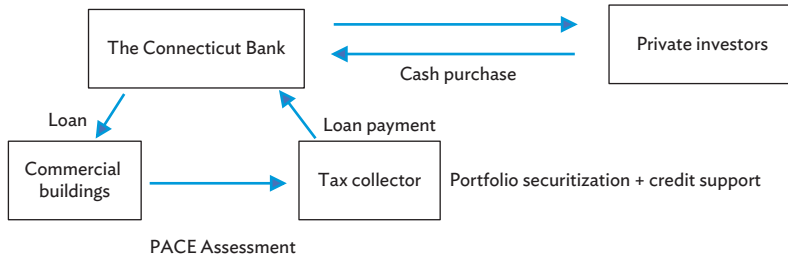 The Connecticut Bank
Private investors
Cash purchase
Loan
Loan payment
Commercial
buildings
Tax collector
Portfolio securitization + credit support
PACE Assessment